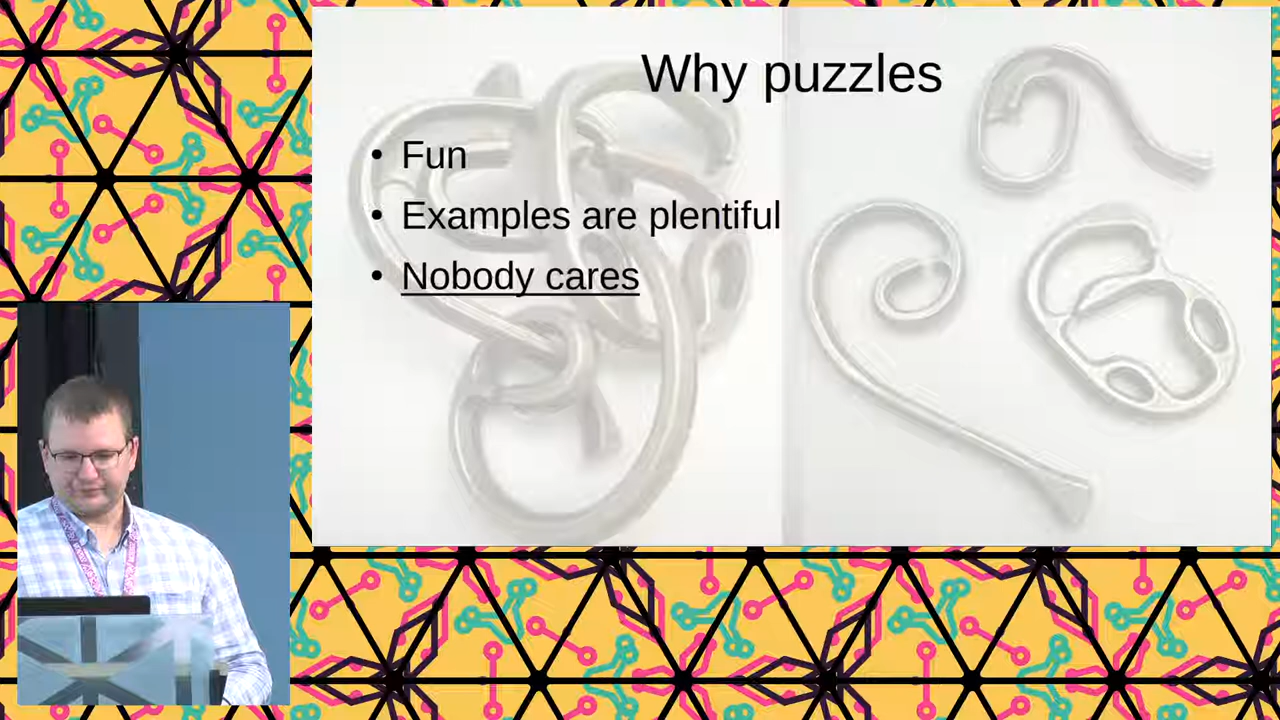 Why puzzles
• Fun
• Examples are plentiful
• Nobody cares